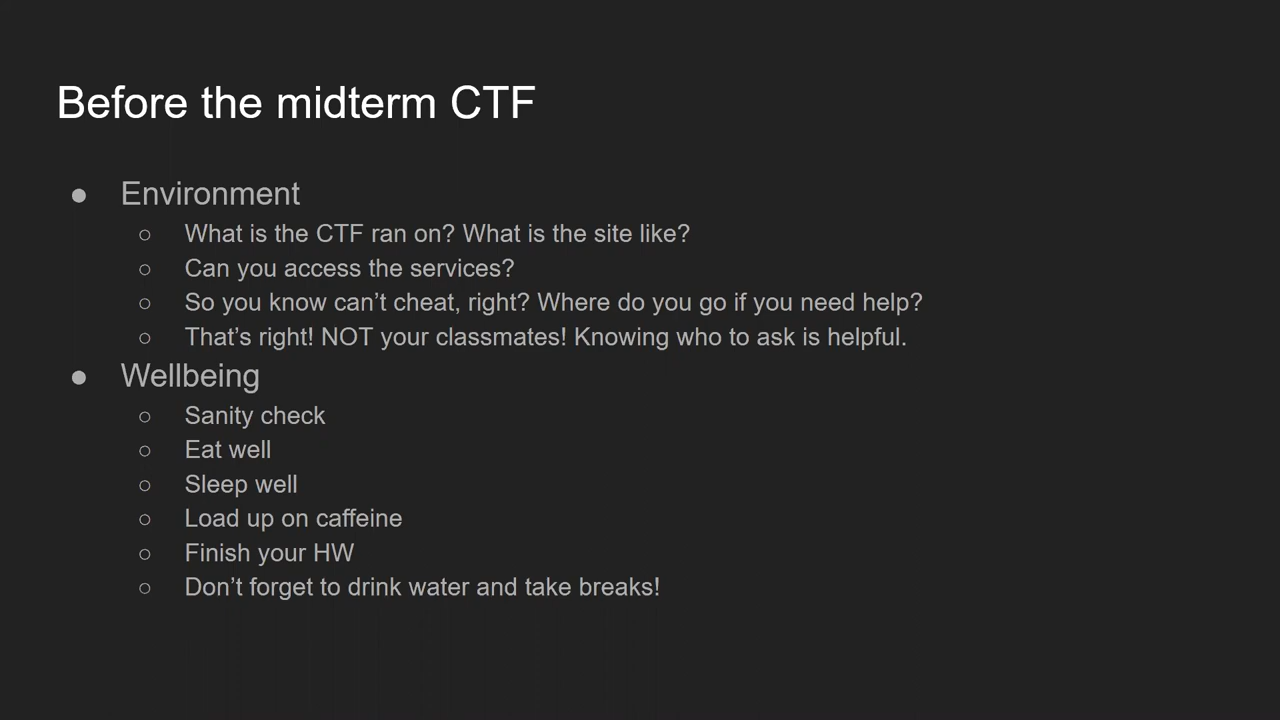 Before the midterm CTF
● Environment
○ What is the CTF ran on? What is the site like?
○ Can you access the services?
○ So you know can’t cheat, right? Where do you go if you need help?
○ That’s right! NOT your classmates! Knowing who to ask is helpful.
● Wellbeing
○ Sanity check
○ Eat well
○ Sleep well
○ Load up on caffeine
○ Finish your HW
○ Don’t forget to drink water and take breaks!